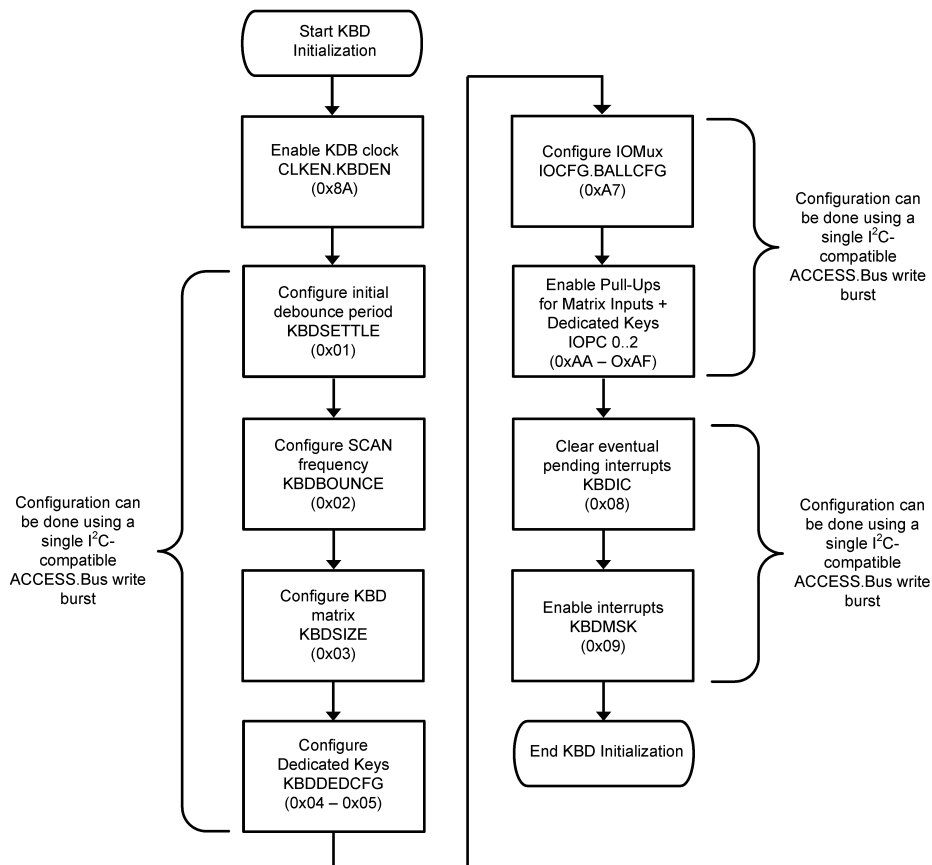 Start KBD
Initialization
Enable KDB clock
CLKEN.KBDEN
(0x8A)
Configure initial
debounce period
KBDSETTLE
(0x01)
Configure SCAN
frequency
KBDBOUNCE
(0x02)
Configure KBD
matrix
KBDSIZE
(0x03)
Configure
Dedicated Keys
KBDDEDCFG
(0x04 – 0x05)
Configuration can
be done using a
single I²C-
compatible
ACCESS.Bus write
burst
Configure IOMux
IOCFG.BALLCFG
(0xA7)
Enable Pull-Ups
for Matrix Inputs +
Dedicated Keys
IOPC 0..2
(0xAA – OxAF)
Configuration can
be done using a
single I²C-
compatible
ACCESS.Bus write
burst
Clear eventual
pending interrupts
KBDIC
(0x08)
Enable interrupts
KBDMSK
(0x09)
Configuration can
be done using a
single I²C-
compatible
ACCESS.Bus write
burst
End KBD Initialization